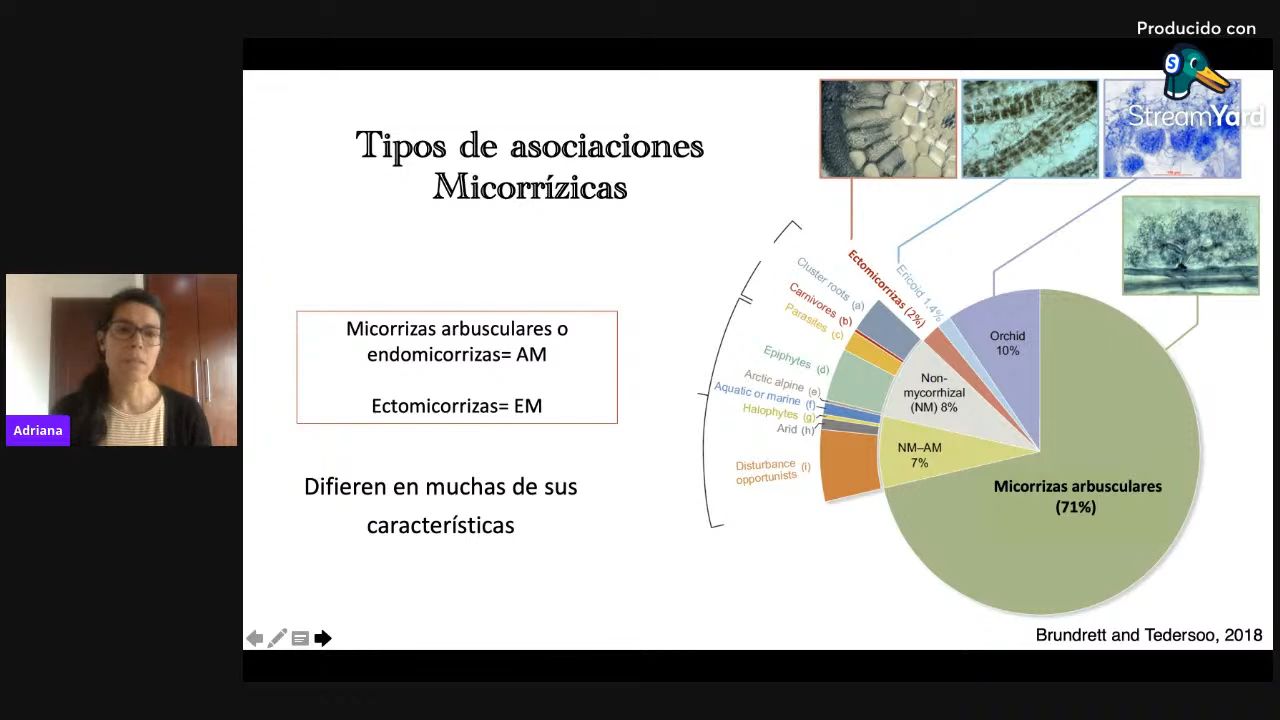 Producido con
StreamYard
Tipos de asociaciones
Micorrízicas
Micorrizas arbusculares o
endomicorrizas= AM
Ectomicorrizas= EM
Difieren en muchas de sus
características
Adriana
Cluster roots (a)
Carnivores (b)
Parasites (c)
Epiphytes (d)
Arctic alpine (e)
Aquatic or marine (f)
Halophytes (g)
Arid (h)
Disturbance
opportunists (i)
Ectomicorrizas (2%)
Ericoid 1,4%
Orchid
10%
Non-
mycorrhizal
(NM) 8%
NM–AM
7%
Micorrizas arbusculares
(71%)
Brundrett and Tedersoo, 2018